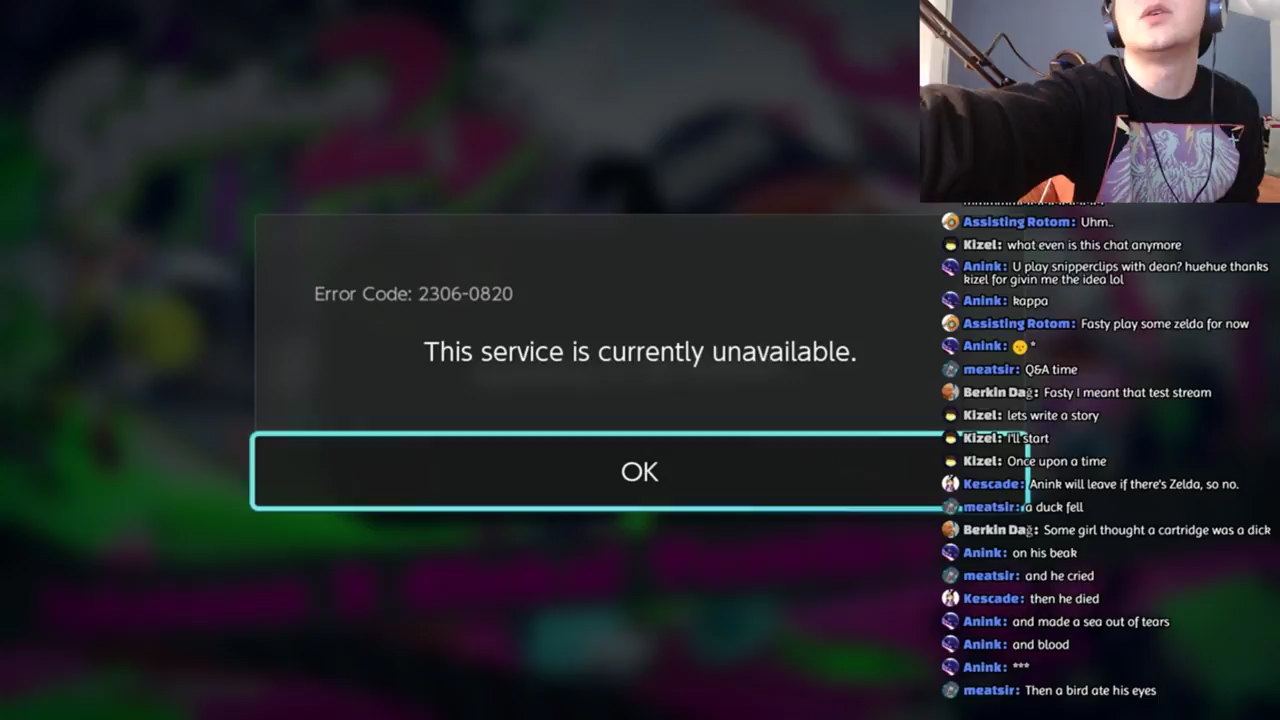 Error Code: 2306-0820
This service is currently unavailable.
OK
Assisting Rotom: Uhm..
Kizel: what even is this chat anymore
Anink: U play snipperclips with dean? huehue thanks
kizel for givin me the idea lol
Anink: kappa
Assisting Rotom: Fasty play some zelda for now
Anink: *
meatsir: Q&A time
Berkin Dağ: Fasty I meant that test stream
Kizel: lets write a story
Kizel: I'll start
Kizel: Once upon a time
Kescade: Anink will leave if there's Zelda, so no.
meatsir: a duck fell
Berkin Dağ: Some girl thought a cartridge was a dick
Anink: on his beak
meatsir: and he cried
Kescade: then he died
Anink: and made a sea out of tears
Anink: and blood
Anink: ***
meatsir: Then a bird ate his eyes